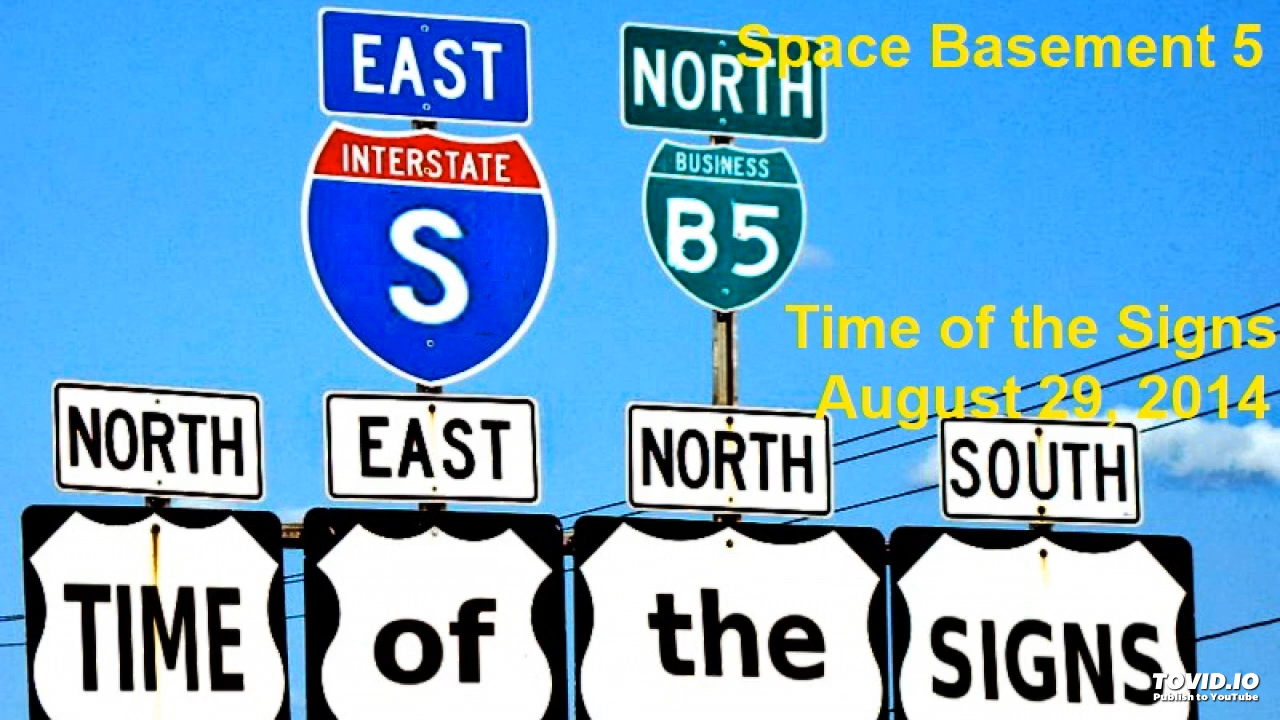 Space Basement 5
EAST
NORTH
INTERSTATE
S
BUSINESS
B5
Time of the Signs
August 29, 2014
NORTH
EAST
NORTH
SOUTH
TIME
of
the
SIGNS
TOVID.IO
Publish to YouTube